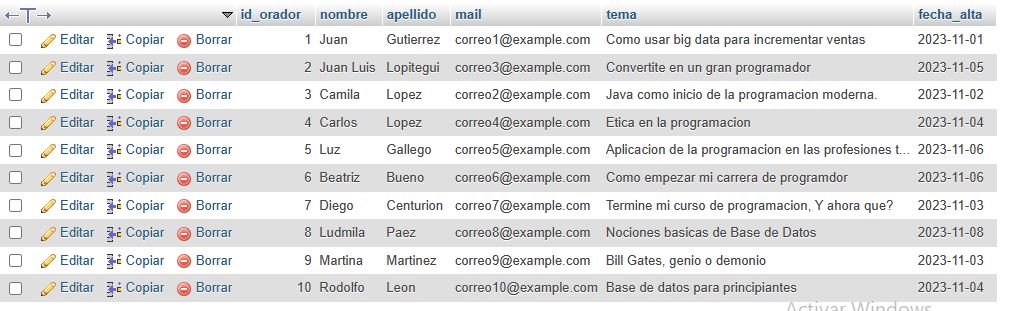 id_orador nombre apellido mail tema fecha_alta
Editar Copiar Borrar 1 Juan Gutierrez correo1@example.com Como usar big data para incrementar ventas 2023-11-01
Editar Copiar Borrar 2 Juan Luis Lopitegui correo3@example.com Convertite en un gran programador 2023-11-05
Editar Copiar Borrar 3 Camila Lopez correo2@example.com Java como inicio de la programacion moderna. 2023-11-02
Editar Copiar Borrar 4 Carlos Lopez correo4@example.com Etica en la programacion 2023-11-04
Editar Copiar Borrar 5 Luz Gallego correo5@example.com Aplicacion de la programacion en las profesiones t... 2023-11-06
Editar Copiar Borrar 6 Beatriz Bueno correo6@example.com Como empezar mi carrera de programdor 2023-11-06
Editar Copiar Borrar 7 Diego Centurion correo7@example.com Termine mi curso de programacion, Y ahora que? 2023-11-03
Editar Copiar Borrar 8 Ludmila Paez correo8@example.com Nociones basicas de Base de Datos 2023-11-08
Editar Copiar Borrar 9 Martina Martinez correo9@example.com Bill Gates, genio o demonio 2023-11-03
Editar Copiar Borrar 10 Rodolfo Leon correo10@example.com Base de datos para principiantes 2023-11-04
Activar Windows